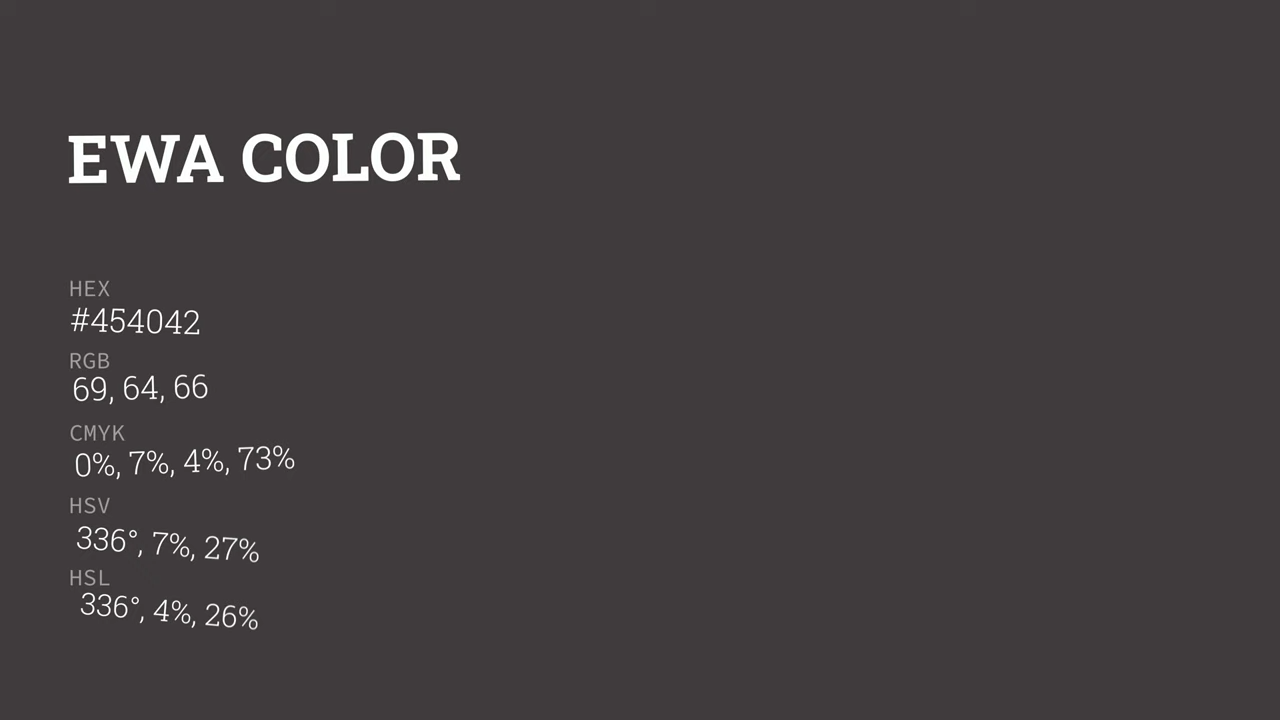 EWA COLOR
HEX
#454042
RGB
69, 64, 66
CMYK
0%, 7%, 4%, 73%
HSV
336°, 7%, 27%
HSL
336°, 4%, 26%